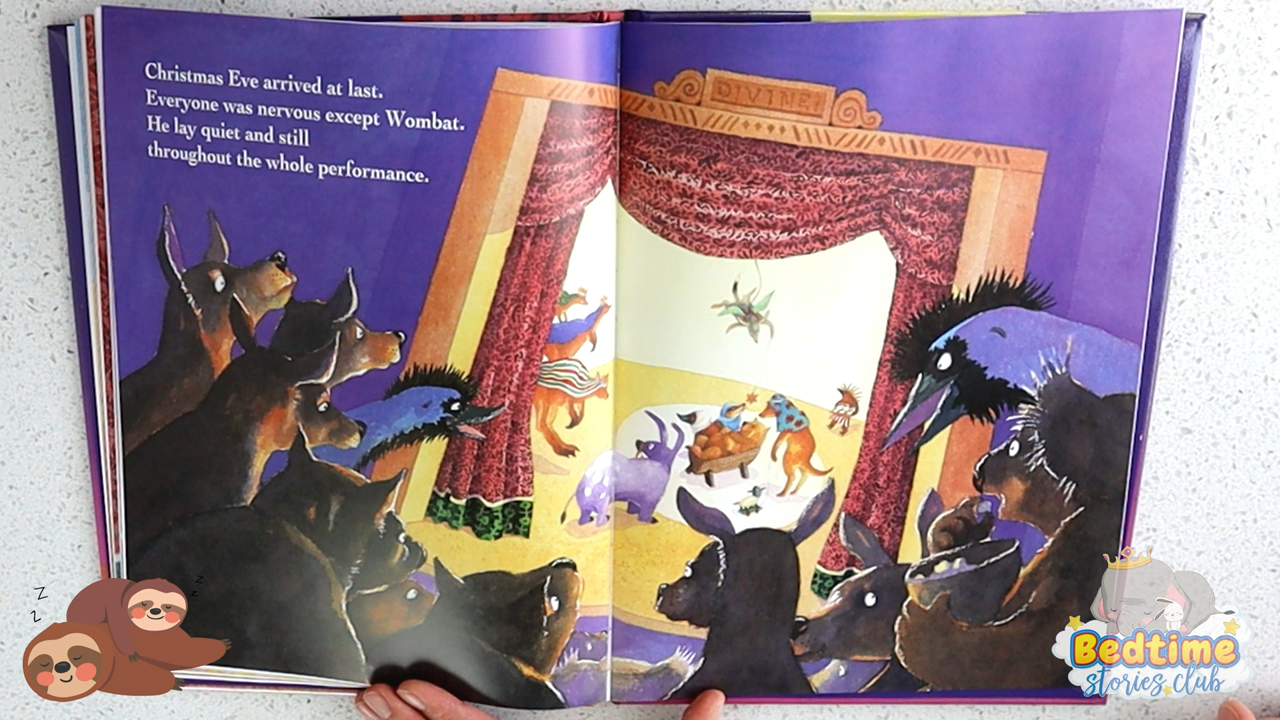 Christmas Eve arrived at last.
Everyone was nervous except Wombat.
He lay quiet and still
throughout the whole performance.
DIVINE!
z
z
z
Bedtime
stories club